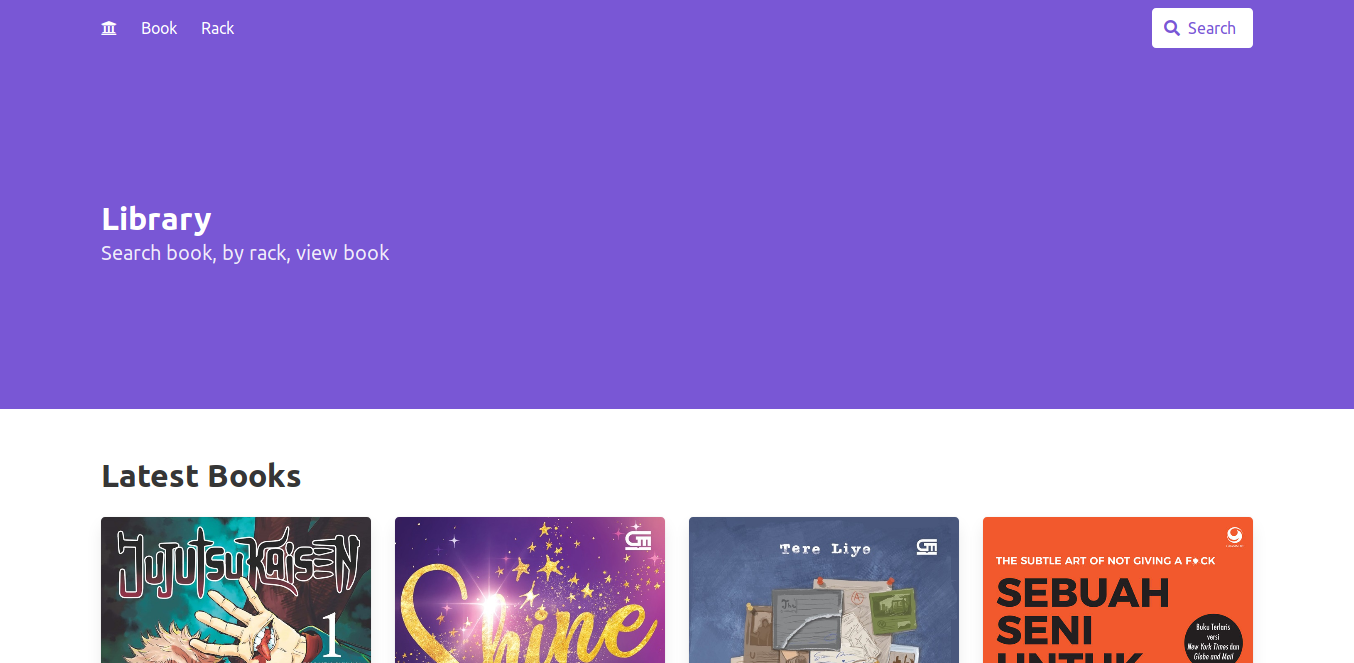 Book Rack Search
Library
Search book, by rack, view book
Latest Books
JUJUTSU KAISEN
1
GM
Shine
Tere Liye
GM
THE SUBTLE ART OF NOT GIVING A F*CK
SEBUAH
SENI
UNTUK
Buku Terlaris
versi
New York Times dan
Globe and Mail